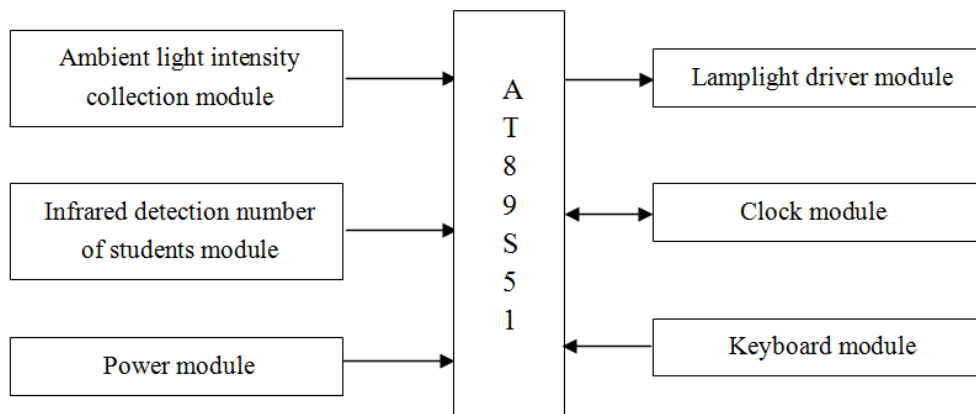 Ambient light intensity
collection module
Infrared detection number
of students module
Power module
A
T
8
9
S
5
1
Lamplight driver module
Clock module
Keyboard module